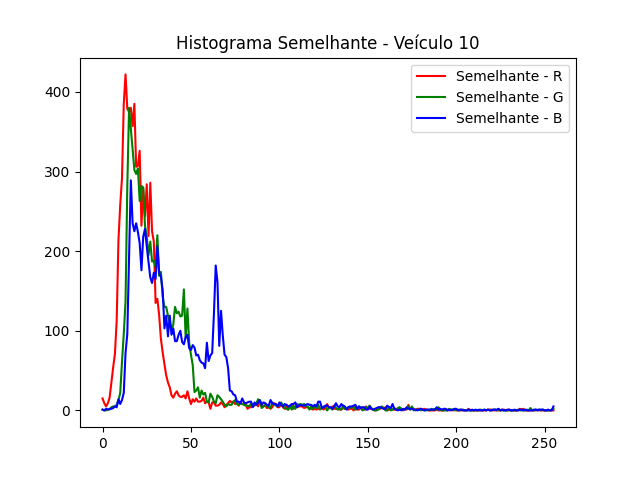 Histograma Semelhante - Veículo 10
Semelhante - R
Semelhante - G
Semelhante - B
400
300
200
100
0
0 50 100 150 200 250